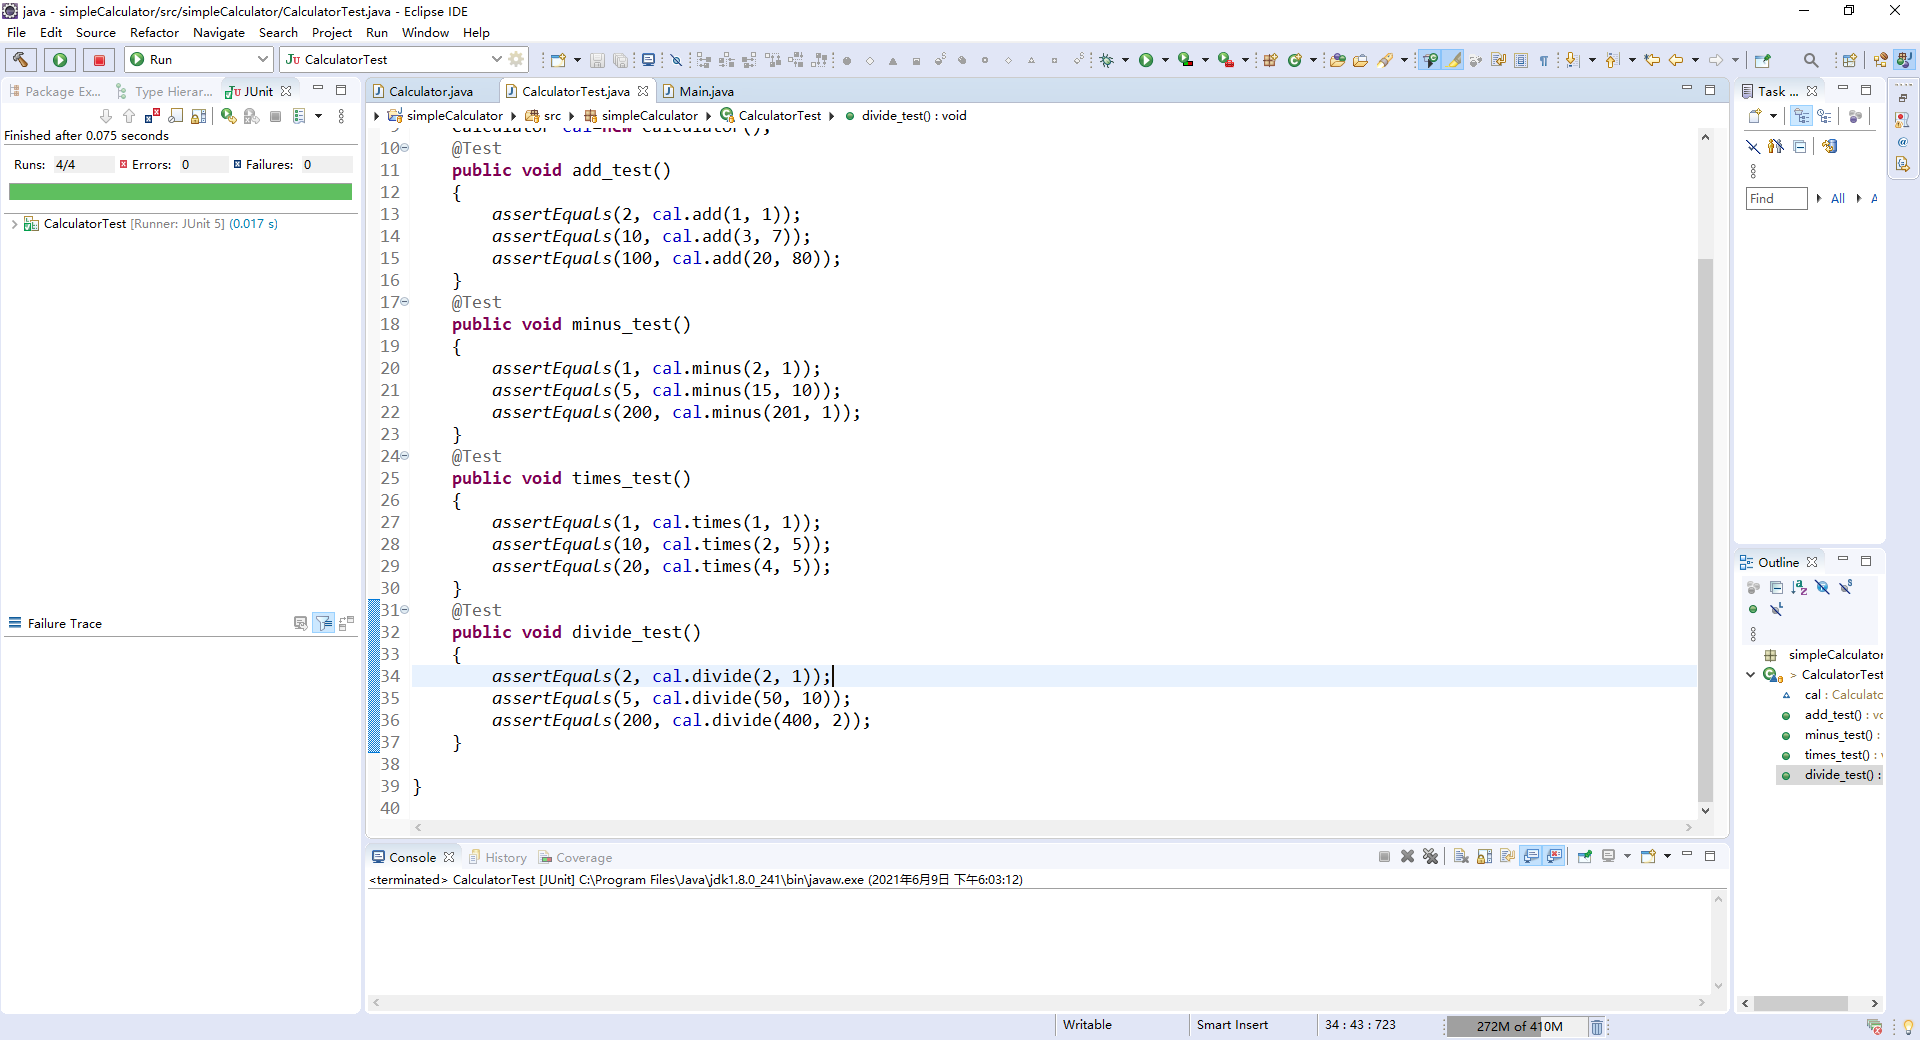 java - simpleCalculator/src/simpleCalculator/CalculatorTest.java - Eclipse IDE
File Edit Source Refactor Navigate Search Project Run Window Help
Run
JU CalculatorTest
Package Ex...
Type Hierar...
JUnit
Finished after 0.075 seconds
Runs: 4/4 Errors: 0 Failures: 0
CalculatorTest [Runner: JUnit 5] (0.017 s)
Failure Trace
Calculator.java
CalculatorTest.java
Main.java
simpleCalculator src simpleCalculator CalculatorTest divide_test() : void
9 Calculator cal=new Calculator();
10 @Test
11 public void add_test()
12 {
13 assertEquals(2, cal.add(1, 1));
14 assertEquals(10, cal.add(3, 7));
15 assertEquals(100, cal.add(20, 80));
16 }
17 @Test
18 public void minus_test()
19 {
20 assertEquals(1, cal.minus(2, 1));
21 assertEquals(5, cal.minus(15, 10));
22 assertEquals(200, cal.minus(201, 1));
23 }
24 @Test
25 public void times_test()
26 {
27 assertEquals(1, cal.times(1, 1));
28 assertEquals(10, cal.times(2, 5));
29 assertEquals(20, cal.times(4, 5));
30 }
31 @Test
32 public void divide_test()
33 {
34 assertEquals(2, cal.divide(2, 1));
35 assertEquals(5, cal.divide(50, 10));
36 assertEquals(200, cal.divide(400, 2));
37 }
38
39 }
40
Console
History
Coverage
<terminated> CalculatorTest [JUnit] C:\Program Files\Java\jdk1.8.0_241\bin\javaw.exe (2021年6月9日 下午6:03:12)
Task ...
Find
All
A
Outline
simpleCalculator
> CalculatorTest
cal : Calculatc
add_test() : vc
minus_test() :
times_test() :
divide_test() :
Writable
Smart Insert
34 : 43 : 723
272M of 410M